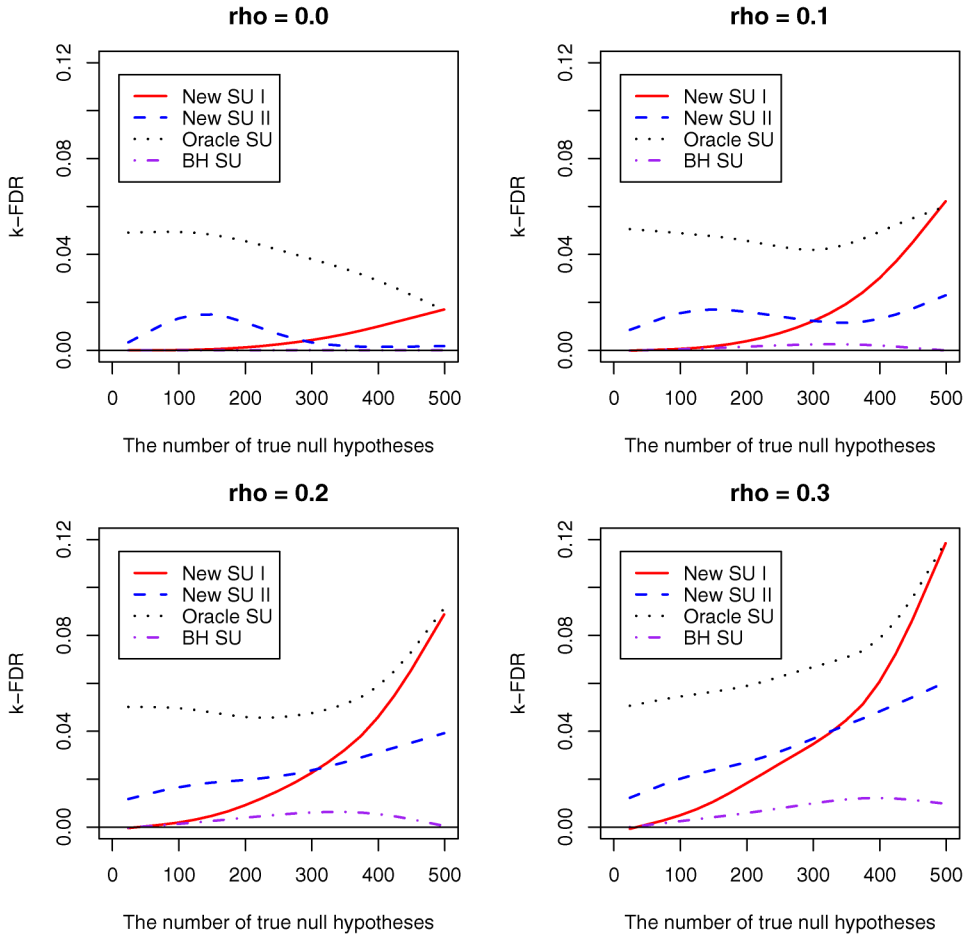 rho = 0.0
k−FDR
0.12
0.08
0.04
0.00
New SU I
New SU II
Oracle SU
BH SU
0 100 200 300 400 500
The number of true null hypotheses
rho = 0.1
k−FDR
0.12
0.08
0.04
0.00
New SU I
New SU II
Oracle SU
BH SU
0 100 200 300 400 500
The number of true null hypotheses
rho = 0.2
k−FDR
0.12
0.08
0.04
0.00
New SU I
New SU II
Oracle SU
BH SU
0 100 200 300 400 500
The number of true null hypotheses
rho = 0.3
k−FDR
0.12
0.08
0.04
0.00
New SU I
New SU II
Oracle SU
BH SU
0 100 200 300 400 500
The number of true null hypotheses